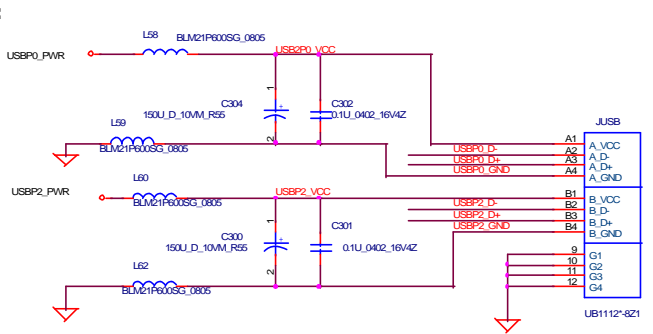 L58 BLM21P600SG_0805
USBP0_PWR
USB2P0_VCC
1
C304
150U_D_10VM_R55
C302
0.1U_0402_16V4Z
2
L59
BLM21P600SG_0805
JUSB
USBP0_D- A1 A_VCC
USBP0_D+ A2 A_D-
USBP0_GND A3 A_D+
A4 A_GND
L60
USBP2_PWR
BLM21P600SG_0805
USBP2_VCC
B1 B_VCC
USBP2_D- B2 B_D-
USBP2_D+ B3 B_D+
USBP2_GND B4 B_GND
1
C300
150U_D_10VM_R55
C301
0.1U_0402_16V4Z
2
L62
BLM21P600SG_0805
9 G1
10 G2
11 G3
12 G4
UB1112*-8Z1